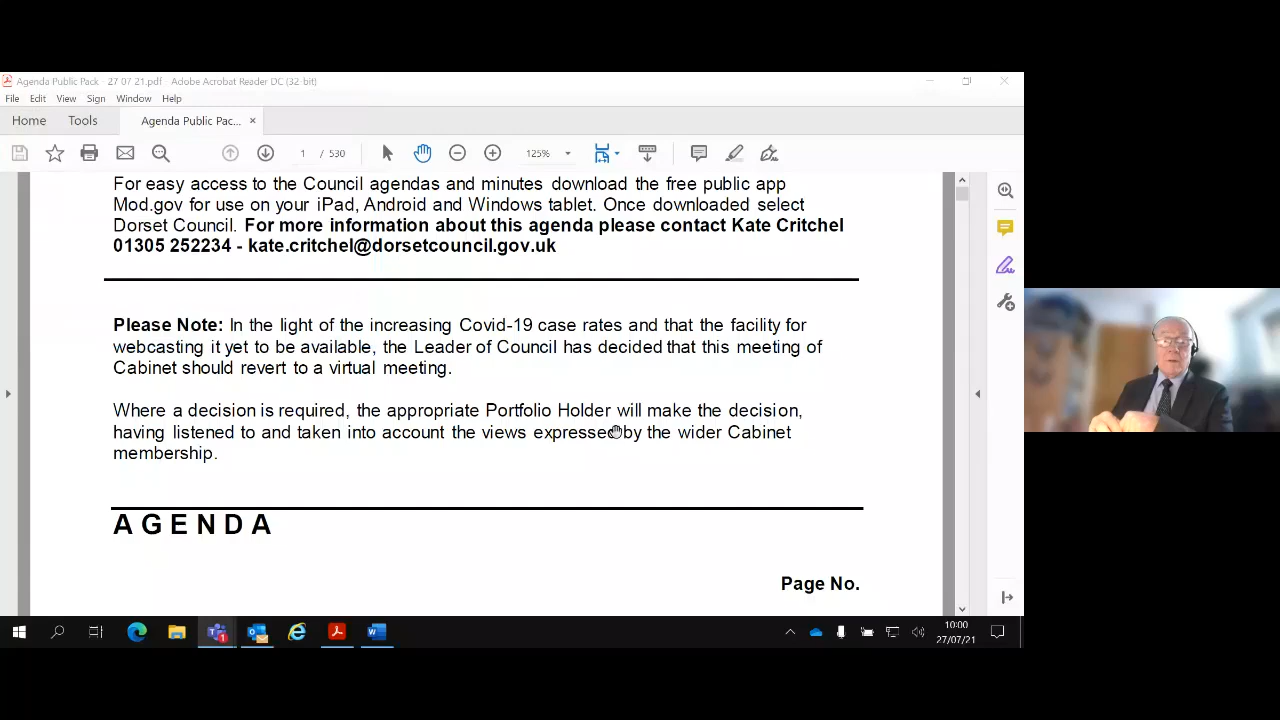 Agenda Public Pack - 27 07 21.pdf - Adobe Acrobat Reader DC (32-bit)
File Edit View Sign Window Help
Home Tools Agenda Public Pac... ×
1 / 530 125%
For easy access to the Council agendas and minutes download the free public app
Mod.gov for use on your iPad, Android and Windows tablet. Once downloaded select
Dorset Council. For more information about this agenda please contact Kate Critchel
01305 252234 - kate.critchel@dorsetcouncil.gov.uk
Please Note: In the light of the increasing Covid-19 case rates and that the facility for
webcasting it yet to be available, the Leader of Council has decided that this meeting of
Cabinet should revert to a virtual meeting.
Where a decision is required, the appropriate Portfolio Holder will make the decision,
having listened to and taken into account the views expressed by the wider Cabinet
membership.
A G E N D A
Page No.
10:00
27/07/21